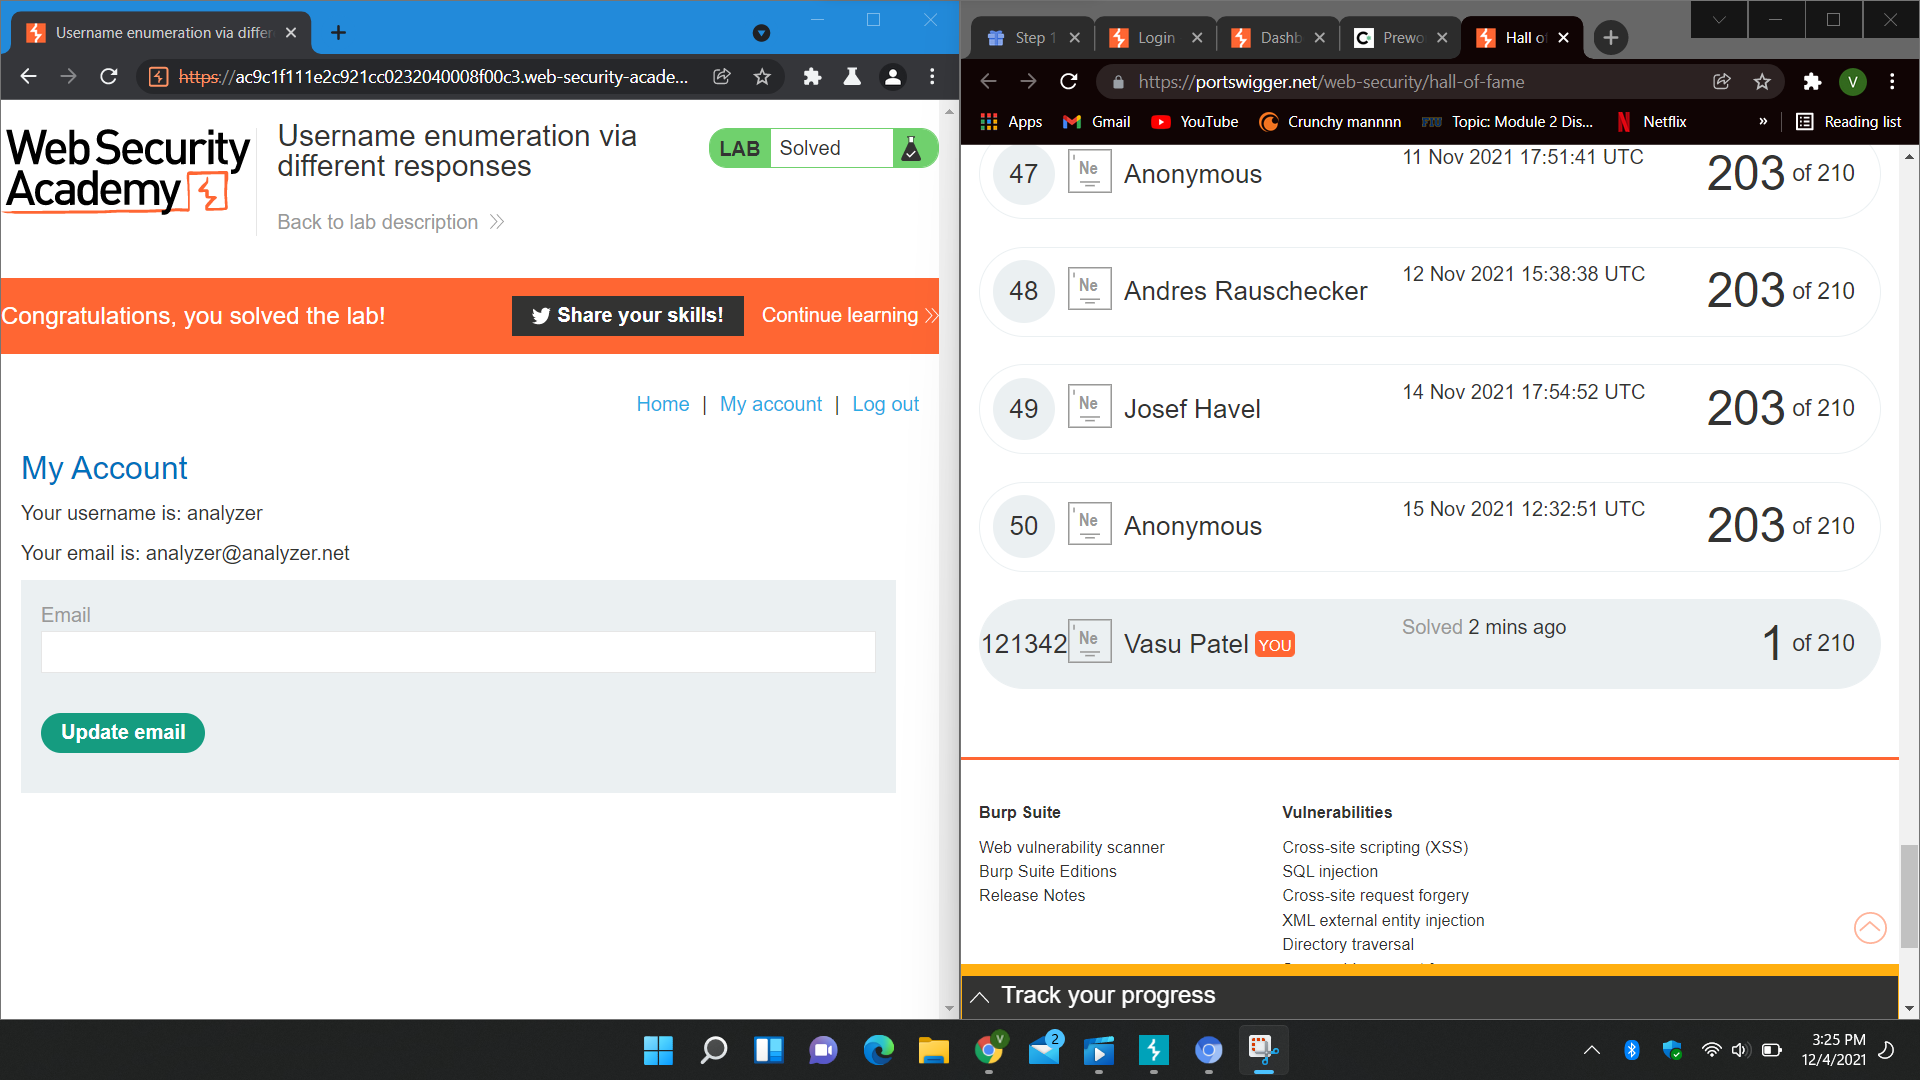 Username enumeration via differ
https://ac9c1f111e2c921cc0232040008f00c3.web-security-acade...
Web Security
Academy
Username enumeration via
different responses
LAB Solved
Back to lab description
Congratulations, you solved the lab!
Share your skills!
Continue learning
Home | My account | Log out
My Account
Your username is: analyzer
Your email is: analyzer@analyzer.net
Email
Update email
Step 1
Login
Dashb
Prewo
Hall of
https://portswigger.net/web-security/hall-of-fame
V
Apps
Gmail
YouTube
Crunchy mannnn
Topic: Module 2 Dis...
Netflix
»
Reading list
47 Ne Anonymous 11 Nov 2021 17:51:41 UTC 203 of 210
48 Ne Andres Rauschecker 12 Nov 2021 15:38:38 UTC 203 of 210
49 Ne Josef Havel 14 Nov 2021 17:54:52 UTC 203 of 210
50 Ne Anonymous 15 Nov 2021 12:32:51 UTC 203 of 210
121342 Ne Vasu Patel YOU Solved 2 mins ago 1 of 210
Burp Suite
Web vulnerability scanner
Burp Suite Editions
Release Notes
Vulnerabilities
Cross-site scripting (XSS)
SQL injection
Cross-site request forgery
XML external entity injection
Directory traversal
Track your progress
V
2
3:25 PM
12/4/2021